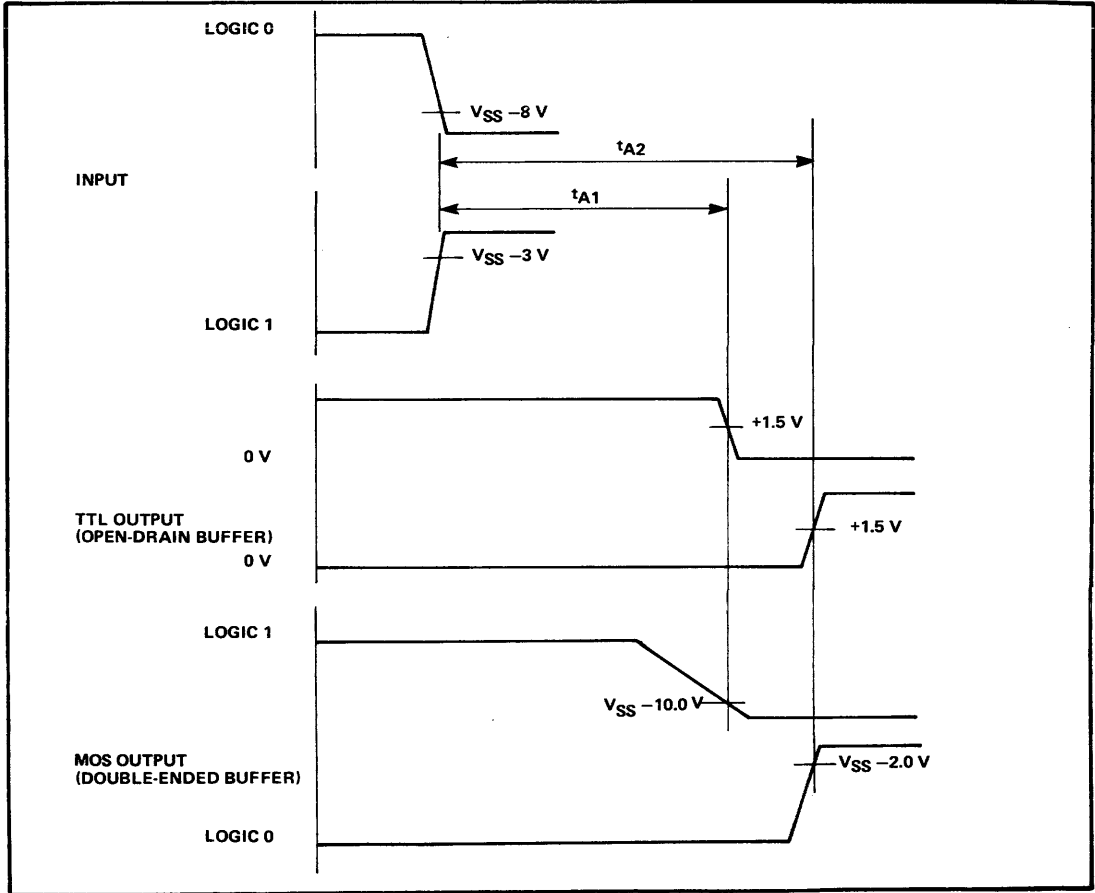 LOGIC 0
VSS −8 V
tA2
INPUT
tA1
VSS −3 V
LOGIC 1
+1.5 V
0 V
TTL OUTPUT
(OPEN-DRAIN BUFFER)
+1.5 V
0 V
LOGIC 1
VSS −10.0 V
MOS OUTPUT
(DOUBLE-ENDED BUFFER)
VSS −2.0 V
LOGIC 0